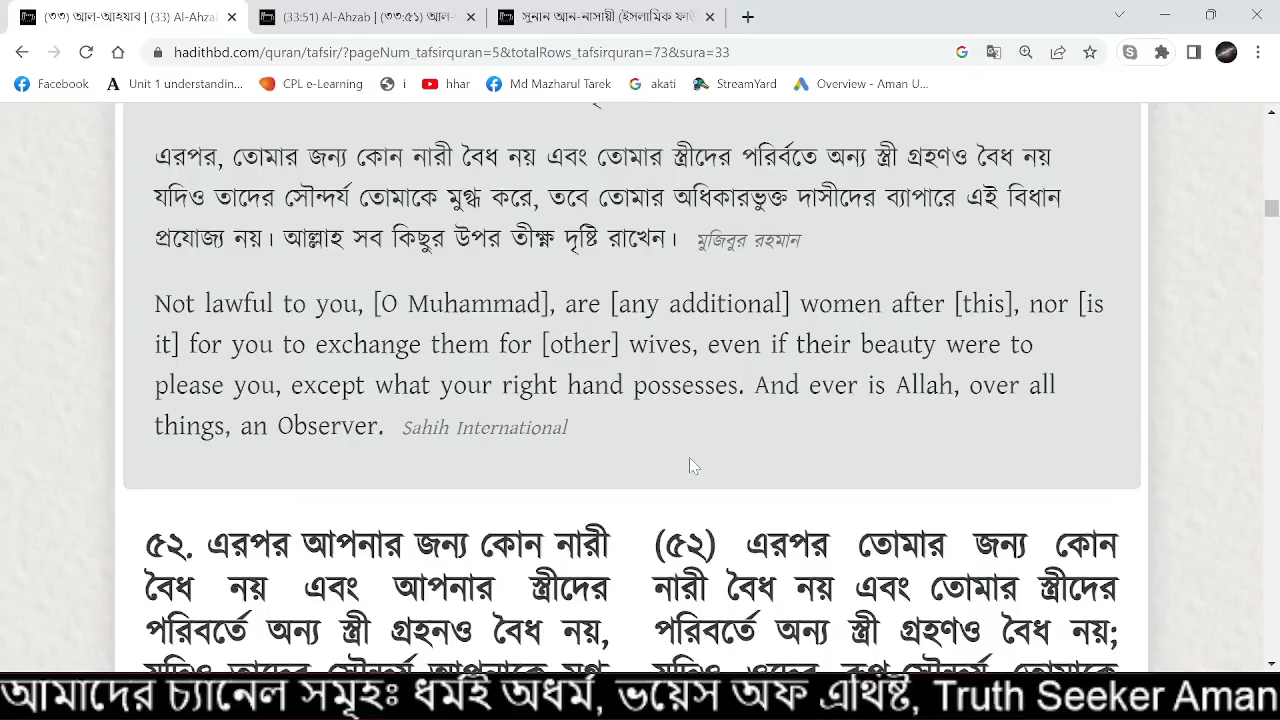 (৩৩) আল-আহযাব | (33) Al-Ahza
(33:51) Al-Ahzab | (৩৩:৫১) আল-
সুনান আন-নাসায়ী (ইসলামিক ফাউ
hadithbd.com/quran/tafsir/?pageNum_tafsirquran=5&totalRows_tafsirquran=73&sura=33
Facebook Unit 1 understandin... CPL e-Learning i hhar Md Mazharul Tarek akati StreamYard Overview - Aman U...
এরপর, তোমার জন্য কোন নারী বৈধ নয় এবং তোমার স্ত্রীদের পরিবর্তে অন্য স্ত্রী গ্রহণও বৈধ নয়
যদিও তাদের সৌন্দর্য তোমাকে মুগ্ধ করে, তবে তোমার অধিকারভুক্ত দাসীদের ব্যাপারে এই বিধান
প্রযোজ্য নয়। আল্লাহ সব কিছুর উপর তীক্ষ্ণ দৃষ্টি রাখেন। মুজিবুর রহমান
Not lawful to you, [O Muhammad], are [any additional] women after [this], nor [is
it] for you to exchange them for [other] wives, even if their beauty were to
please you, except what your right hand possesses. And ever is Allah, over all
things, an Observer. Sahih International
৫২. এরপর আপনার জন্য কোন নারী
বৈধ নয় এবং আপনার স্ত্রীদের
পরিবর্তে অন্য স্ত্রী গ্রহনও বৈধ নয়,
যদিও তাদের সৌন্দর্য আপনাকে মুগ্ধ
(৫২) এরপর তোমার জন্য কোন
নারী বৈধ নয় এবং তোমার স্ত্রীদের
পরিবর্তে অন্য স্ত্রী গ্রহণও বৈধ নয়;
যদিও ওদের রূপ-সৌন্দর্য তোমাকে
আমাদের চ্যানেল সমূহঃ ধর্মই অধর্ম, ভয়েস অফ এথিষ্ট, Truth Seeker Aman